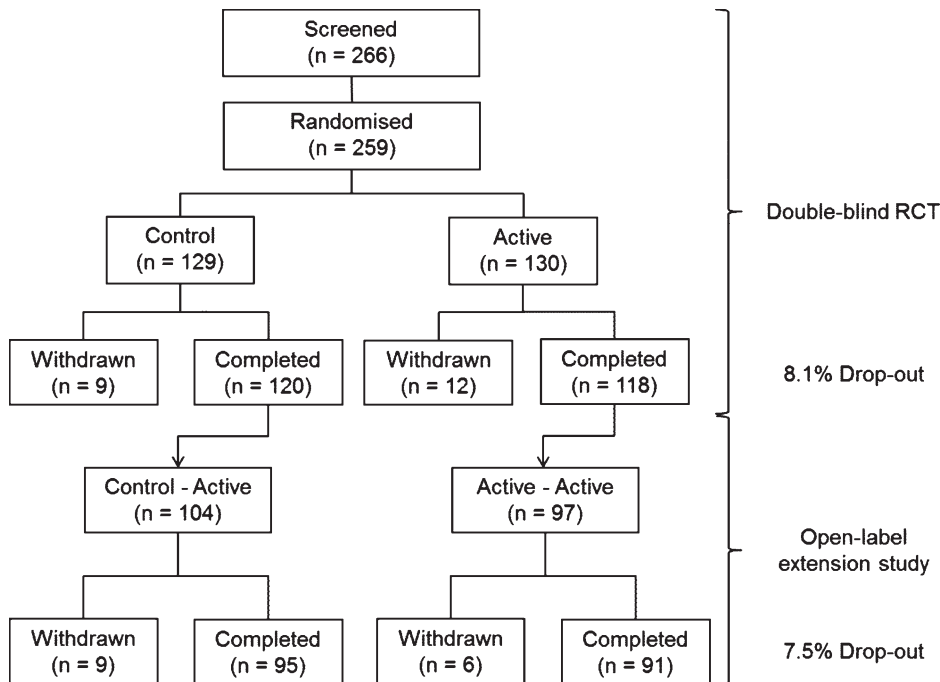 Screened
(n = 266)
Randomised
(n = 259)
Double-blind RCT
Control
(n = 129)
Active
(n = 130)
Withdrawn
(n = 9)
Completed
(n = 120)
Withdrawn
(n = 12)
Completed
(n = 118)
8.1% Drop-out
Control - Active
(n = 104)
Active - Active
(n = 97)
Open-label
extension study
Withdrawn
(n = 9)
Completed
(n = 95)
Withdrawn
(n = 6)
Completed
(n = 91)
7.5% Drop-out